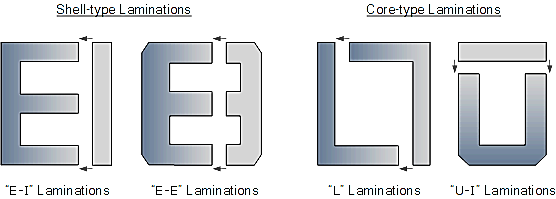 Shell-type Laminations
Core-type Laminations
“E-I” Laminations
“E-E” Laminations
“L” Laminations
“U-I” Laminations